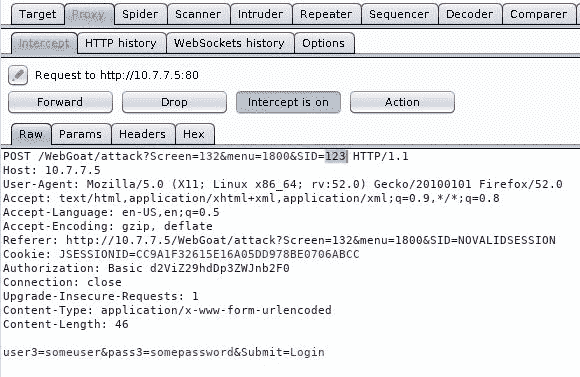 Target Proxy Spider Scanner Intruder Repeater Sequencer Decoder Comparer
Intercept HTTP history WebSockets history Options
Request to http://10.7.7.5:80
Forward Drop Intercept is on Action
Raw Params Headers Hex
POST /WebGoat/attack?Screen=132&menu=1800&SID=123 HTTP/1.1
Host: 10.7.7.5
User-Agent: Mozilla/5.0 (X11; Linux x86_64; rv:52.0) Gecko/20100101 Firefox/52.0
Accept: text/html,application/xhtml+xml,application/xml;q=0.9,*/*;q=0.8
Accept-Language: en-US,en;q=0.5
Accept-Encoding: gzip, deflate
Referer: http://10.7.7.5/WebGoat/attack?Screen=132&menu=1800&SID=NOVALIDSESSION
Cookie: JSESSIONID=CC9A1F32615E16A05DD978BE0706ABCC
Authorization: Basic d2ViZ29hdDp3ZWJnb2F0
Connection: close
Upgrade-Insecure-Requests: 1
Content-Type: application/x-www-form-urlencoded
Content-Length: 46
user3=someuser&pass3=somepassword&Submit=Login